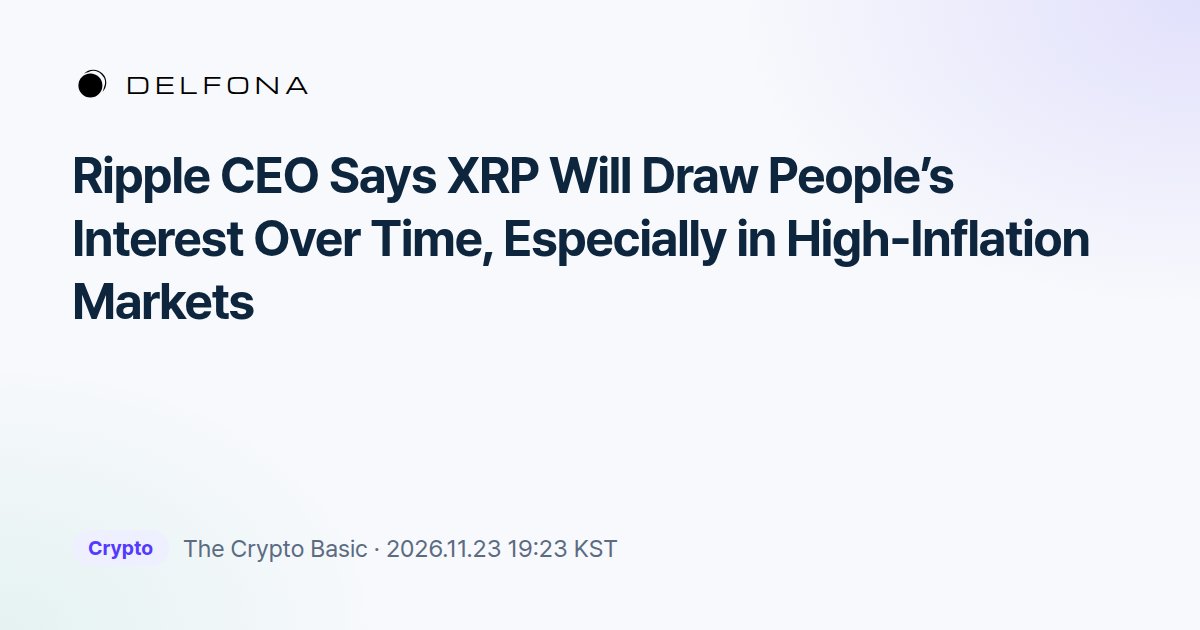 DELFONA
Ripple CEO Says XRP Will Draw People’s
Interest Over Time, Especially in High-Inflation
Markets
Crypto The Crypto Basic · 2026.11.23 19:23 KST